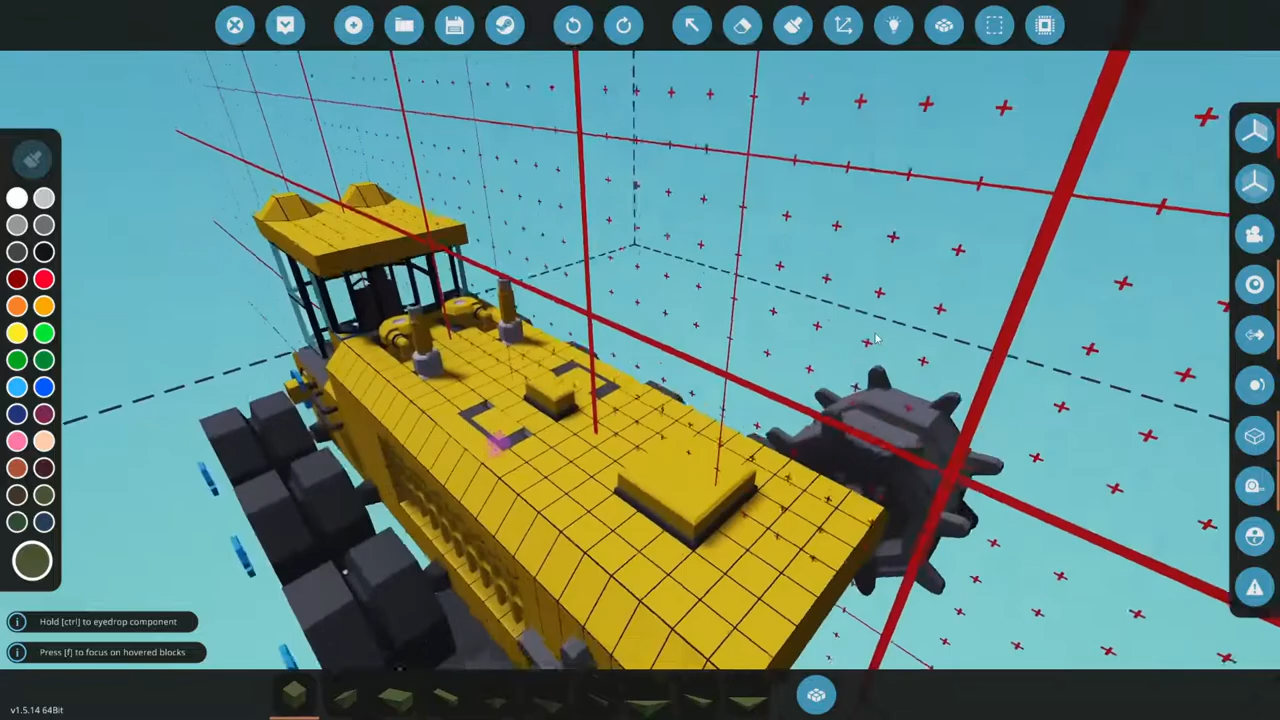 Hold [ctrl] to eyedrop component
Press [f] to focus on hovered blocks
v1.5.14 64Bit